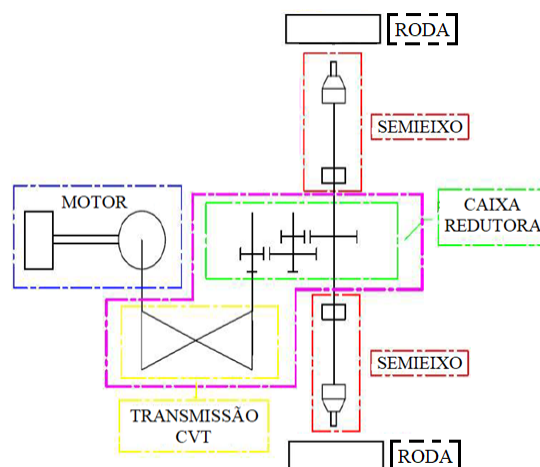 RODA
SEMIEIXO
MOTOR
CAIXA
REDUTORA
SEMIEIXO
TRANSMISSÃO
CVT
RODA